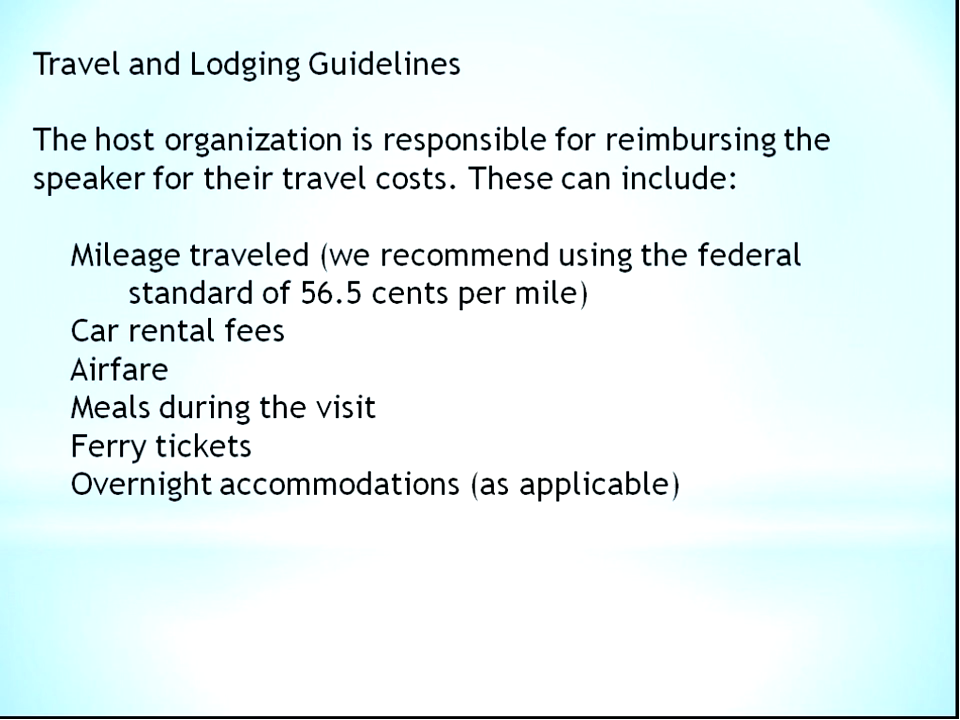 Travel and Lodging Guidelines
The host organization is responsible for reimbursing the
speaker for their travel costs. These can include:
Mileage traveled (we recommend using the federal
standard of 56.5 cents per mile)
Car rental fees
Airfare
Meals during the visit
Ferry tickets
Overnight accommodations (as applicable)